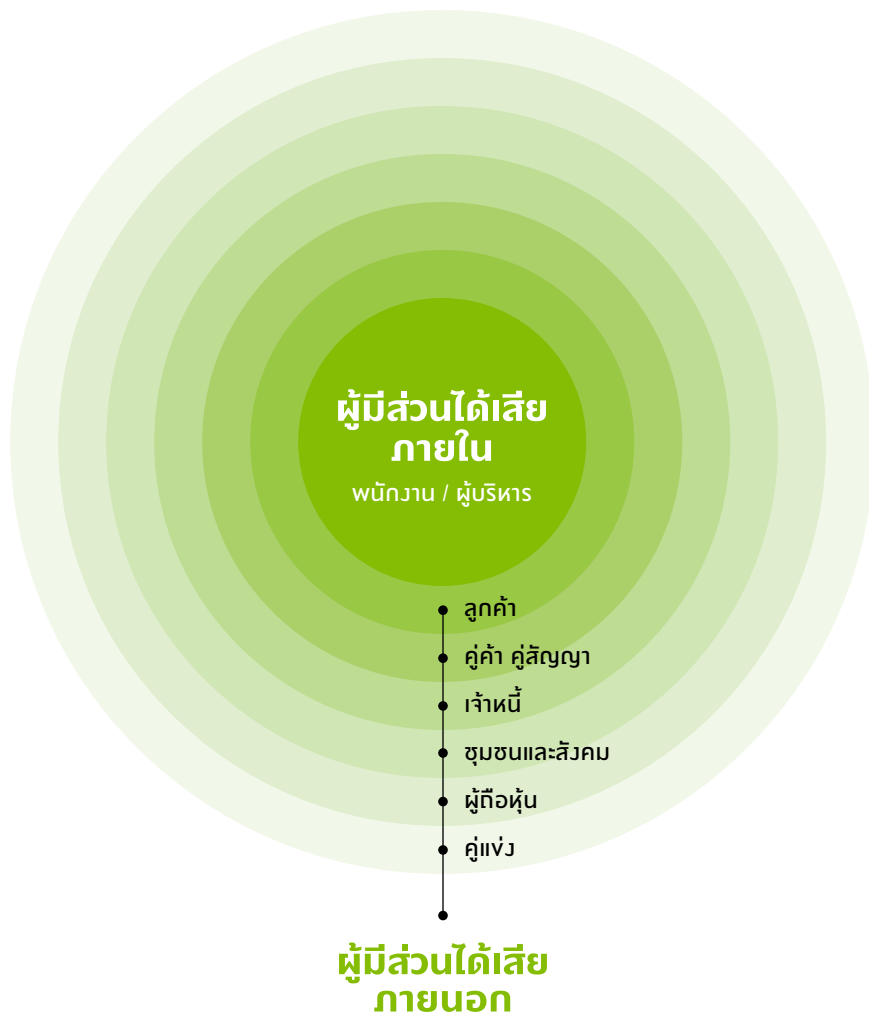 ผู้มีส่วนได้เสีย
ภายใน
พนักงาน / ผู้บริหาร
ลูกค้า
คู่ค้า คู่สัญญา
เจ้าหนี้
ชุมชนและสังคม
ผู้ถือหุ้น
คู่แข่ง
ผู้มีส่วนได้เสีย
ภายนอก